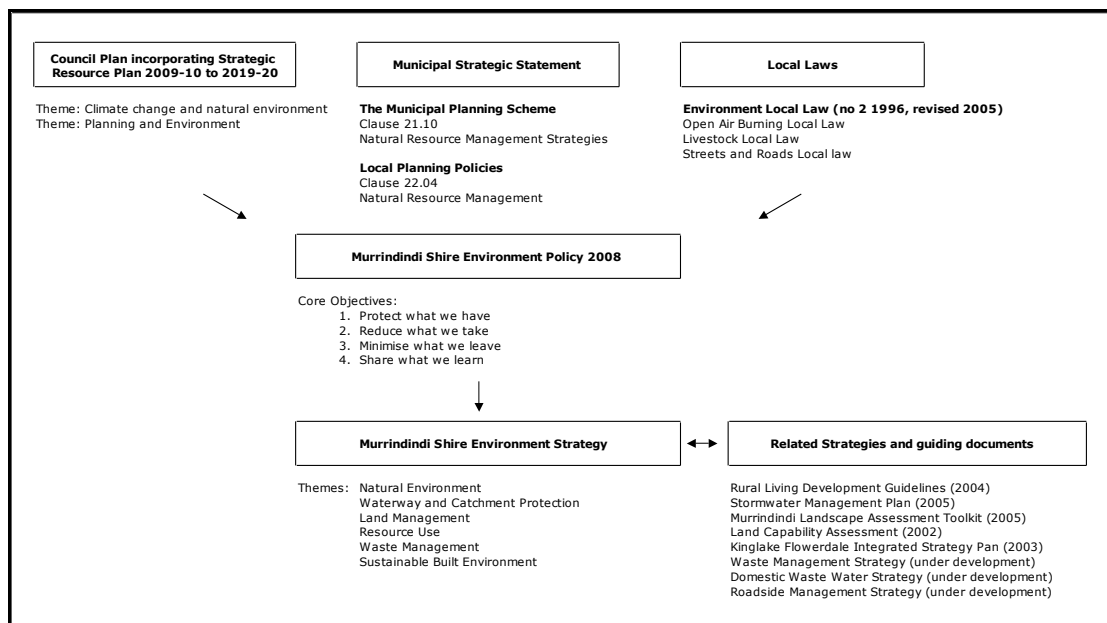 Council Plan incorporating Strategic
Resource Plan 2009-10 to 2019-20
Theme: Climate change and natural environment
Theme: Planning and Environment
Municipal Strategic Statement
The Municipal Planning Scheme
Clause 21.10
Natural Resource Management Strategies
Local Planning Policies
Clause 22.04
Natural Resource Management
Local Laws
Environment Local Law (no 2 1996, revised 2005)
Open Air Burning Local Law
Livestock Local Law
Streets and Roads Local law
Murrindindi Shire Environment Policy 2008
Core Objectives:
1. Protect what we have
2. Reduce what we take
3. Minimise what we leave
4. Share what we learn
Murrindindi Shire Environment Strategy
Themes: Natural Environment
Waterway and Catchment Protection
Land Management
Resource Use
Waste Management
Sustainable Built Environment
Related Strategies and guiding documents
Rural Living Development Guidelines (2004)
Stormwater Management Plan (2005)
Murrindindi Landscape Assessment Toolkit (2005)
Land Capability Assessment (2002)
Kinglake Flowerdale Integrated Strategy Pan (2003)
Waste Management Strategy (under development)
Domestic Waste Water Strategy (under development)
Roadside Management Strategy (under development)